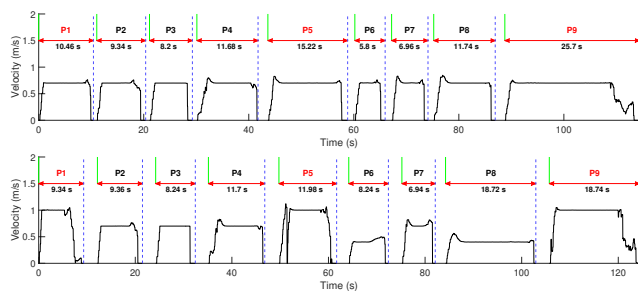 P1 P2 P3 P4 P5 P6 P7 P8 P9
10.46 s 9.34 s 8.2 s 11.68 s 15.22 s 5.8 s 6.96 s 11.74 s 25.7 s
Velocity (m/s)
2
1.5
1
0.5
0
0 20 40 60 80 100
Time (s)
P1 P2 P3 P4 P5 P6 P7 P8 P9
9.34 s 9.36 s 8.24 s 11.7 s 11.98 s 8.24 s 6.94 s 18.72 s 18.74 s
Velocity (m/s)
2
1.5
1
0.5
0
0 20 40 60 80 100 120
Time (s)